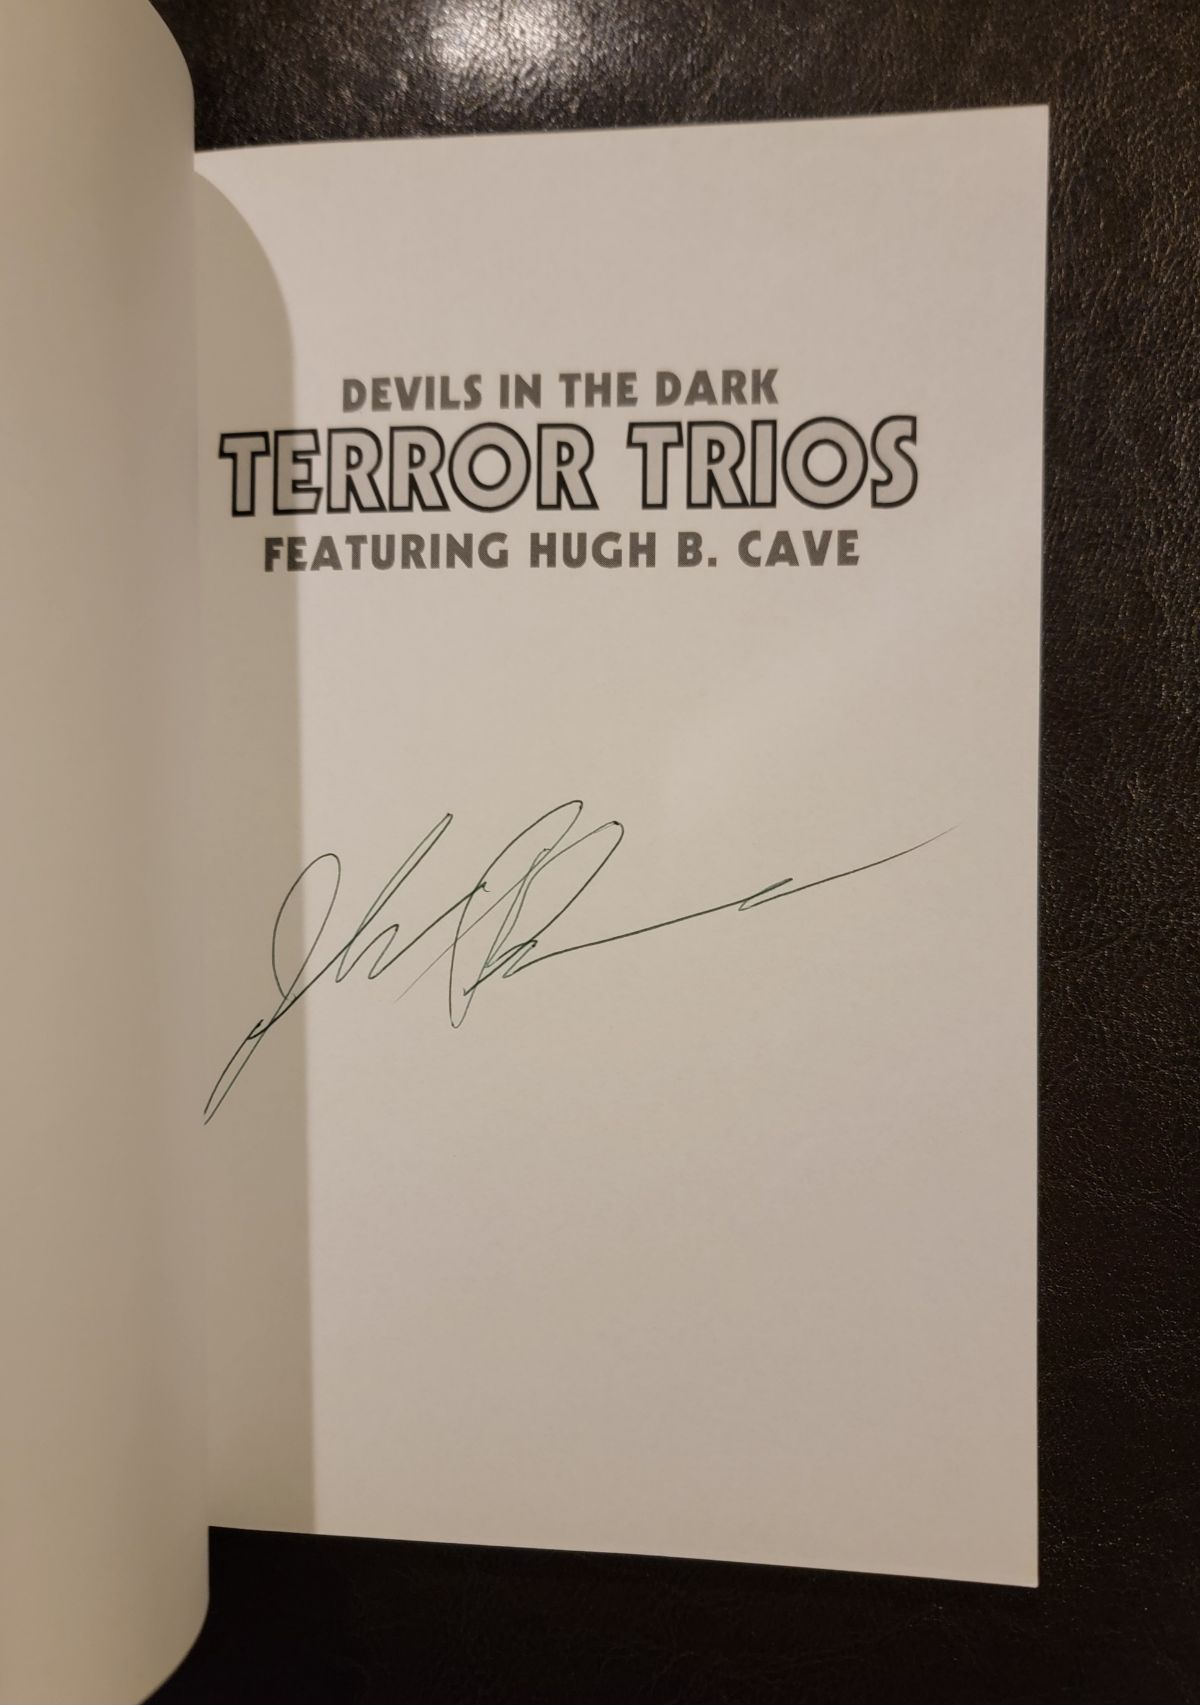 DEVILS IN THE DARK
TERROR TRIOS
FEATURING HUGH B. CAVE